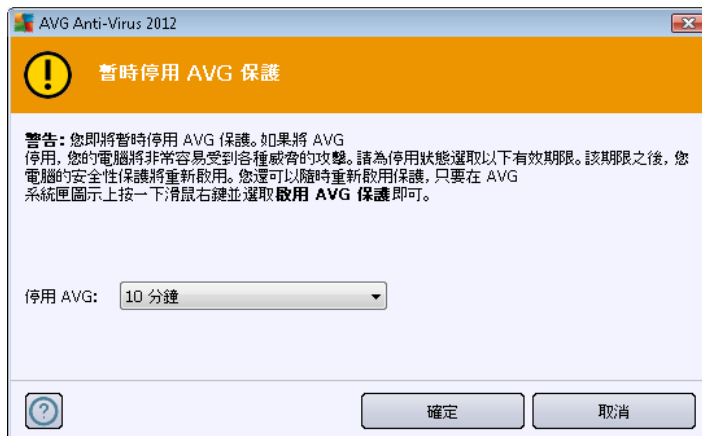 AVG Anti-Virus 2012
暫時停用 AVG 保護
警告: 您即將暫時停用 AVG 保護。如果將 AVG
停用, 您的電腦將非常容易受到各種威脅的攻擊。請為停用狀態選取以下有效期限。該期限之後, 您
電腦的安全性保護將重新啟用。您還可以隨時重新啟用保護, 只要在 AVG
系統匣圖示上按一下滑鼠右鍵並選取啟用 AVG 保護即可。
停用 AVG: 10 分鐘
?
確定 取消